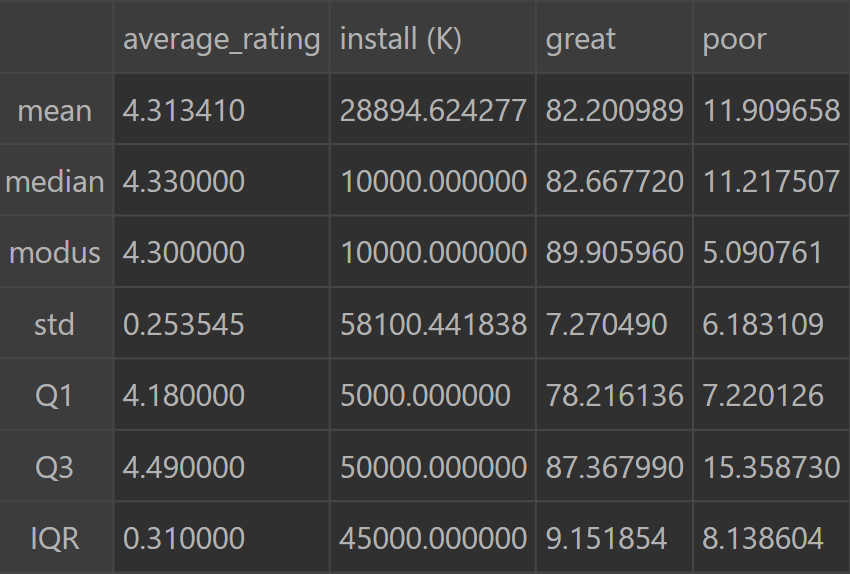 average_rating install (K) great poor
mean 4.313410 28894.624277 82.200989 11.909658
median 4.330000 10000.000000 82.667720 11.217507
modus 4.300000 10000.000000 89.905960 5.090761
std 0.253545 58100.441838 7.270490 6.183109
Q1 4.180000 5000.000000 78.216136 7.220126
Q3 4.490000 50000.000000 87.367990 15.358730
IQR 0.310000 45000.000000 9.151854 8.138604